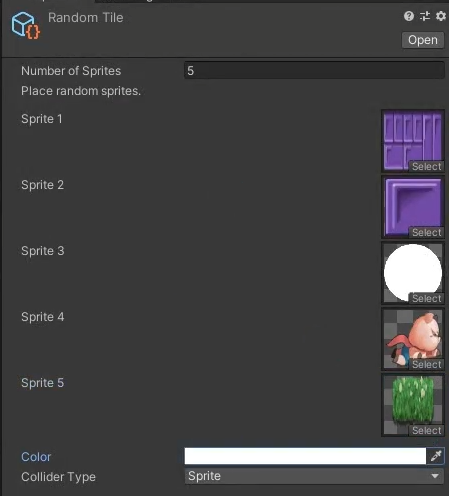 Random Tile
Open
Number of Sprites 5
Place random sprites.
Sprite 1
Select
Sprite 2
Select
Sprite 3
Select
Sprite 4
Select
Sprite 5
Select
Color
Collider Type Sprite